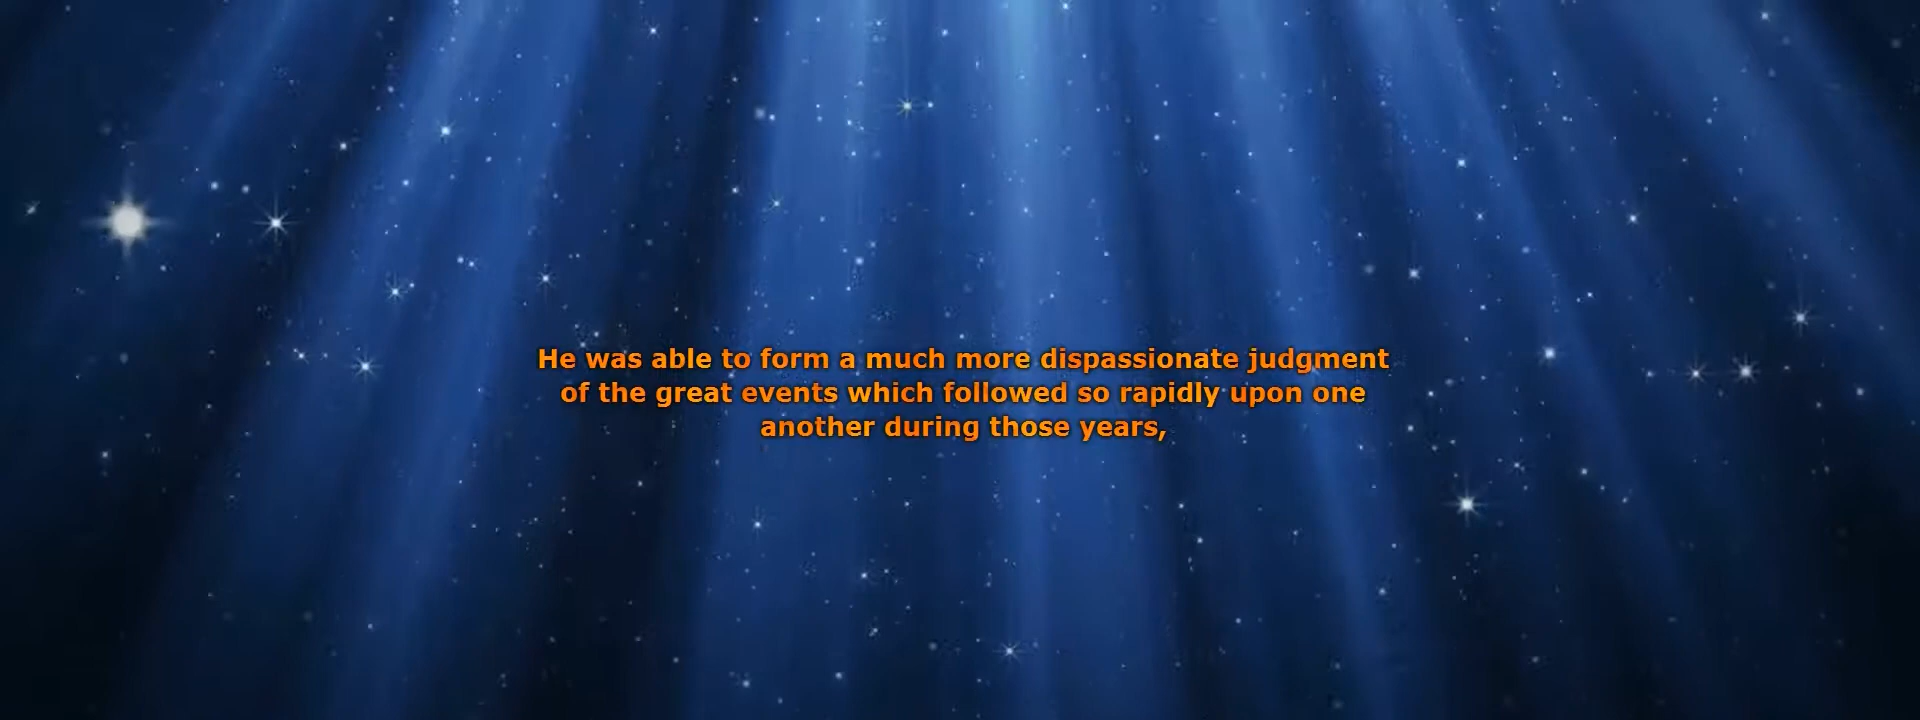 He was able to form a much more dispassionate judgment
of the great events which followed so rapidly upon one
another during those years,